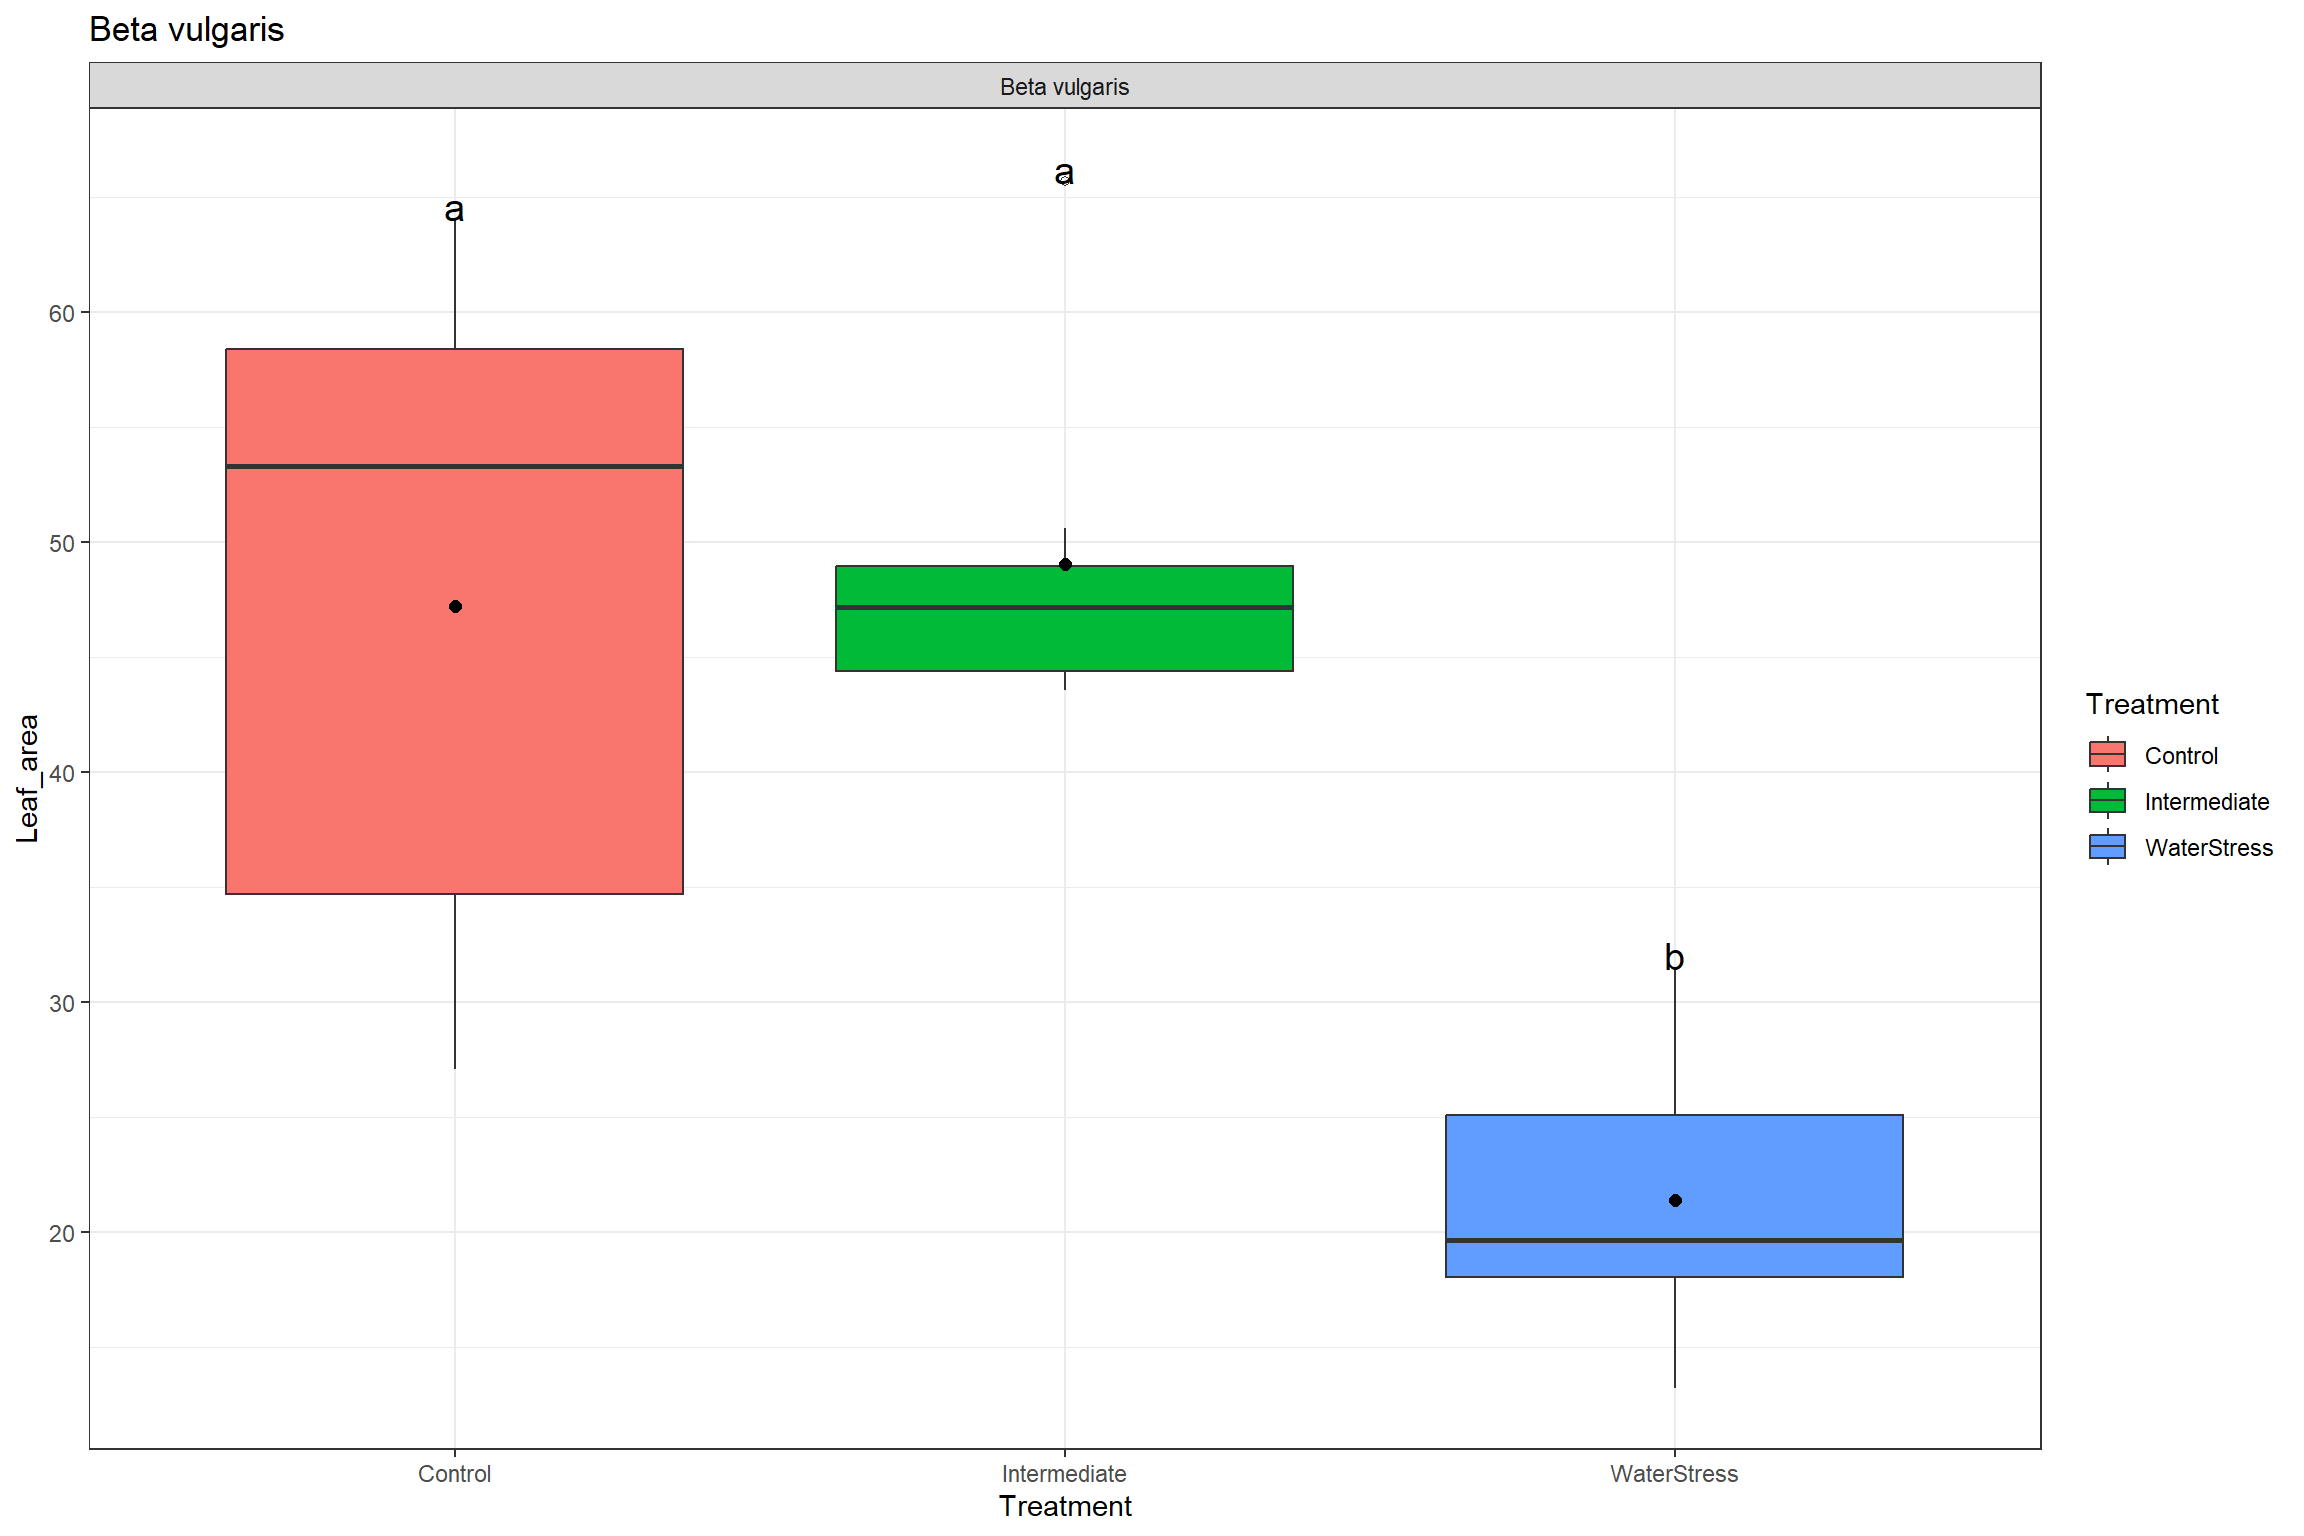 Beta vulgaris
Beta vulgaris
a
a
b
60
50
40
30
20
Leaf_area
Control
Intermediate
WaterStress
Treatment
Treatment
Control
Intermediate
WaterStress